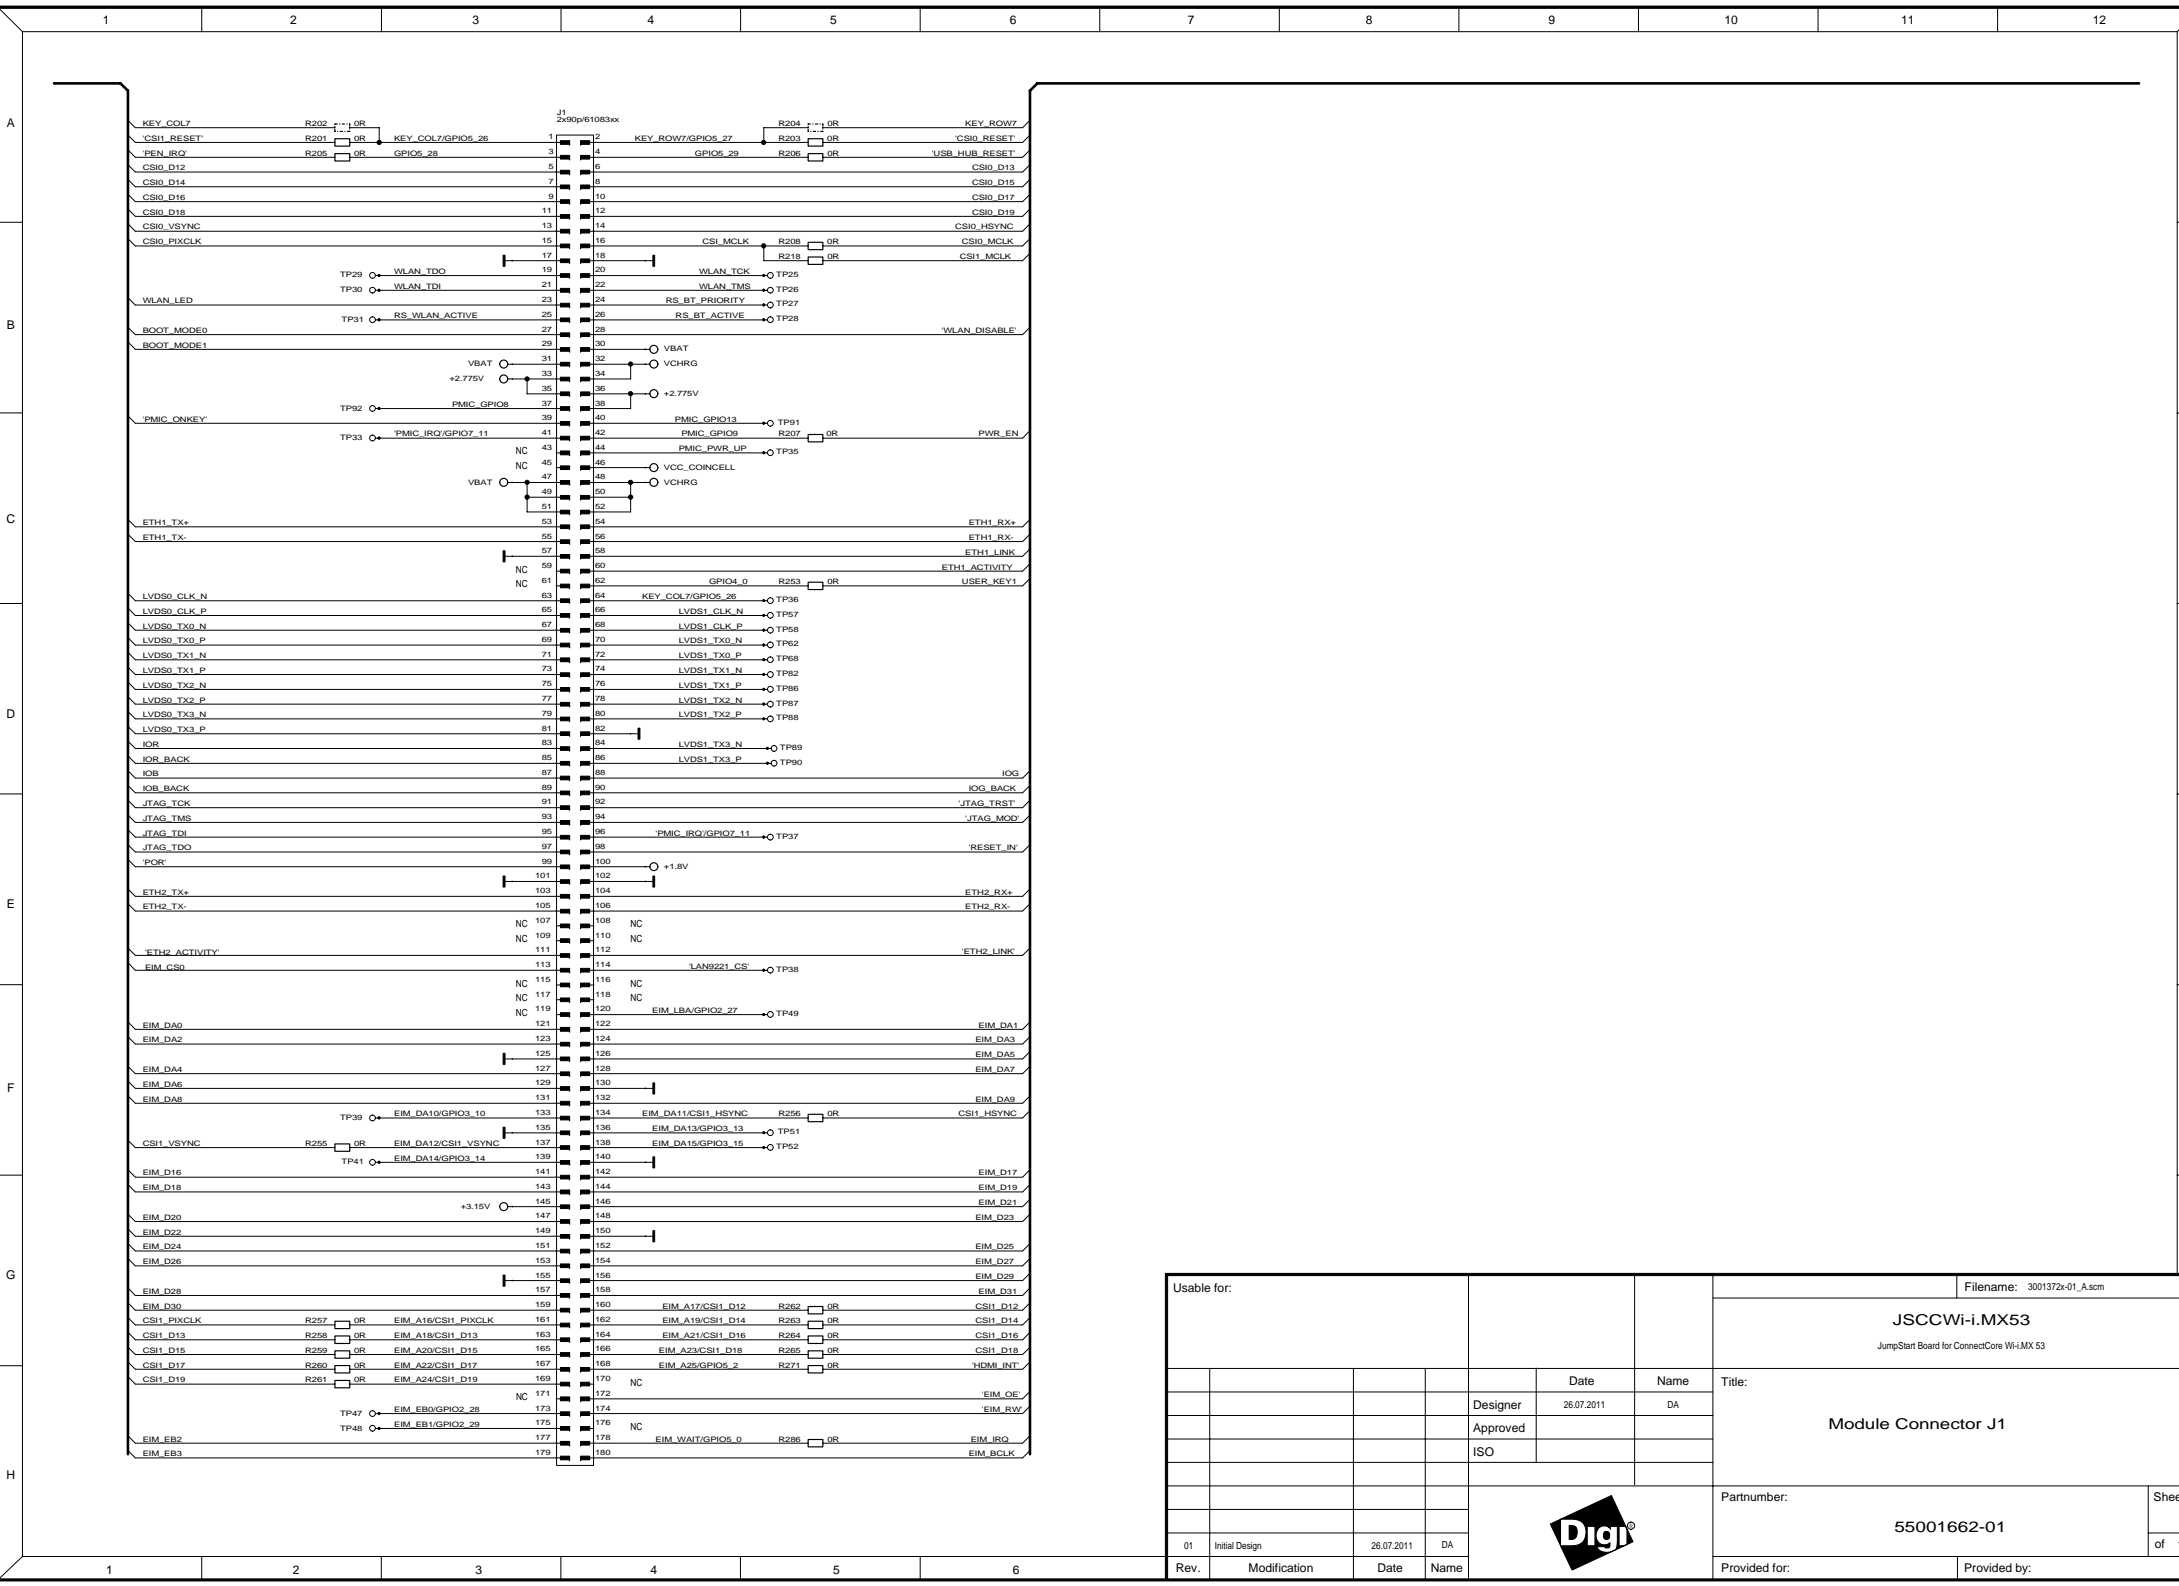 1 2 3 4 5 6 7 8 9 10 11 12
A
B
C
D
E
F
G
H
J1
2x90p/61083xx
KEY_COL7 R202 0R R204 0R KEY_ROW7
'CSI1_RESET' R201 0R KEY_COL7/GPIO5_26 1 2 KEY_ROW7/GPIO5_27 R203 0R 'CSI0_RESET'
'PEN_IRQ' R205 0R GPIO5_28 3 4 GPIO5_29 R206 0R 'USB_HUB_RESET'
CSI0_D12 5 6 CSI0_D13
CSI0_D14 7 8 CSI0_D15
CSI0_D16 9 10 CSI0_D17
CSI0_D18 11 12 CSI0_D19
CSI0_VSYNC 13 14 CSI0_HSYNC
CSI0_PIXCLK 15 16 CSI_MCLK R208 0R CSI0_MCLK
17 18 R218 0R CSI1_MCLK
TP29 WLAN_TDO 19 20 WLAN_TCK TP25
TP30 WLAN_TDI 21 22 WLAN_TMS TP26
WLAN_LED 23 24 RS_BT_PRIORITY TP27
TP31 RS_WLAN_ACTIVE 25 26 RS_BT_ACTIVE TP28
BOOT_MODE0 27 28 'WLAN_DISABLE'
BOOT_MODE1 29 30 VBAT
VBAT 31 32 VCHRG
+2.775V 33 34
35 36 +2.775V
TP92 PMIC_GPIO8 37 38
'PMIC_ONKEY' 39 40 PMIC_GPIO13 TP91
TP33 'PMIC_IRQ'/GPIO7_11 41 42 PMIC_GPIO9 R207 0R PWR_EN
NC 43 44 PMIC_PWR_UP TP35
NC 45 46 VCC_COINCELL
VBAT 47 48 VCHRG
49 50
51 52
ETH1_TX+ 53 54 ETH1_RX+
ETH1_TX- 55 56 ETH1_RX-
57 58 ETH1_LINK
NC 59 60 ETH1_ACTIVITY
NC 61 62 GPIO4_0 R253 0R USER_KEY1
LVDS0_CLK_N 63 64 KEY_COL7/GPIO5_26 TP36
LVDS0_CLK_P 65 66 LVDS1_CLK_N TP57
LVDS0_TX0_N 67 68 LVDS1_CLK_P TP58
LVDS0_TX0_P 69 70 LVDS1_TX0_N TP62
LVDS0_TX1_N 71 72 LVDS1_TX0_P TP68
LVDS0_TX1_P 73 74 LVDS1_TX1_N TP82
LVDS0_TX2_N 75 76 LVDS1_TX1_P TP86
LVDS0_TX2_P 77 78 LVDS1_TX2_N TP87
LVDS0_TX3_N 79 80 LVDS1_TX2_P TP88
LVDS0_TX3_P 81 82
IOR 83 84 LVDS1_TX3_N TP89
IOR_BACK 85 86 LVDS1_TX3_P TP90
IOB 87 88 IOG
IOB_BACK 89 90 IOG_BACK
JTAG_TCK 91 92 'JTAG_TRST'
JTAG_TMS 93 94 'JTAG_MOD'
JTAG_TDI 95 96 'PMIC_IRQ'/GPIO7_11 TP37
JTAG_TDO 97 98 'RESET_IN'
'POR' 99 100 +1.8V
101 102
ETH2_TX+ 103 104 ETH2_RX+
ETH2_TX- 105 106 ETH2_RX-
NC 107 108 NC
NC 109 110 NC
'ETH2_ACTIVITY' 111 112 'ETH2_LINK'
EIM_CS0 113 114 'LAN9221_CS' TP38
NC 115 116 NC
NC 117 118 NC
NC 119 120 EIM_LBA/GPIO2_27 TP49
EIM_DA0 121 122 EIM_DA1
EIM_DA2 123 124 EIM_DA3
125 126 EIM_DA5
EIM_DA4 127 128 EIM_DA7
EIM_DA6 129 130
EIM_DA8 131 132 EIM_DA9
TP39 EIM_DA10/GPIO3_10 133 134 EIM_DA11/CSI1_HSYNC R256 0R CSI1_HSYNC
135 136 EIM_DA13/GPIO3_13 TP51
CSI1_VSYNC R255 0R EIM_DA12/CSI1_VSYNC 137 138 EIM_DA15/GPIO3_15 TP52
TP41 EIM_DA14/GPIO3_14 139 140
EIM_D16 141 142 EIM_D17
EIM_D18 143 144 EIM_D19
+3.15V 145 146 EIM_D21
EIM_D20 147 148 EIM_D23
EIM_D22 149 150
EIM_D24 151 152 EIM_D25
EIM_D26 153 154 EIM_D27
155 156 EIM_D29
EIM_D28 157 158 EIM_D31
EIM_D30 159 160 EIM_A17/CSI1_D12 R262 0R CSI1_D12
CSI1_PIXCLK R257 0R EIM_A16/CSI1_PIXCLK 161 162 EIM_A19/CSI1_D14 R263 0R CSI1_D14
CSI1_D13 R258 0R EIM_A18/CSI1_D13 163 164 EIM_A21/CSI1_D16 R264 0R CSI1_D16
CSI1_D15 R259 0R EIM_A20/CSI1_D15 165 166 EIM_A23/CSI1_D18 R265 0R CSI1_D18
CSI1_D17 R260 0R EIM_A22/CSI1_D17 167 168 EIM_A25/GPIO5_2 R271 0R 'HDMI_INT'
CSI1_D19 R261 0R EIM_A24/CSI1_D19 169 170 NC
NC 171 172 'EIM_OE'
TP47 EIM_EB0/GPIO2_28 173 174 'EIM_RW'
TP48 EIM_EB1/GPIO2_29 175 176 NC
EIM_EB2 177 178 EIM_WAIT/GPIO5_0 R286 0R EIM_IRQ
EIM_EB3 179 180 EIM_BCLK
Usable for:
Filename: 3001372x-01_A.scm
JSCCWi-i.MX53
JumpStart Board for ConnectCore Wi-i.MX 53
Date Name Title:
Designer 26.07.2011 DA
Approved
ISO
Module Connector J1
Partnumber:
55001662-01
Shee
of
Digi ®
01 Initial Design 26.07.2011 DA
Rev. Modification Date Name
Provided for: Provided by:
1 2 3 4 5 6